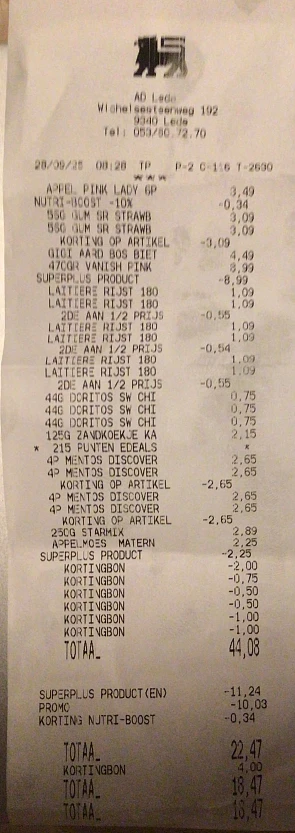 AD Lede
Wichelsesteenweg 192
9340 Lede
Tel: 053/80.72.70
28/09/25 08:28 TP P-2 C-116 T-2630
***
APPEL PINK LADY 6P 3,49
NUTRI-BOOST -10% -0,34
55G GUM SR STRAWB 3,09
55G GUM SR STRAWB 3,09
KORTING OP ARTIKEL -3,09
GIGI AARD BOS BIET 4,49
470GR VANISH PINK 8,99
SUPERPLUS PRODUCT -8,99
LAITIERE RIJST 180 1,09
LAITIERE RIJST 180 1,09
2DE AAN 1/2 PRIJS -0,55
LAITIERE RIJST 180 1,09
LAITIERE RIJST 180 1,09
2DE AAN 1/2 PRIJS -0,54
LAITIERE RIJST 180 1,09
LAITIERE RIJST 180 1,09
2DE AAN 1/2 PRIJS -0,55
44G DORITOS SW CHI 0,75
44G DORITOS SW CHI 0,75
44G DORITOS SW CHI 0,75
125G ZANDKOEKJE KA 2,15
* 215 PUNTEN EDEALS *
4P MENTOS DISCOVER 2,65
4P MENTOS DISCOVER 2,65
KORTING OP ARTIKEL -2,65
4P MENTOS DISCOVER 2,65
4P MENTOS DISCOVER 2,65
KORTING OP ARTIKEL -2,65
250G STARMIX 2,89
APPELMOES MATERN 2,25
SUPERPLUS PRODUCT -2,25
KORTINGBON -2,00
KORTINGBON -0,75
KORTINGBON -0,50
KORTINGBON -0,50
KORTINGBON -1,00
KORTINGBON -1,00
TOTAAL 44,08
SUPERPLUS PRODUCT(EN) -11,24
PROMO -10,03
KORTING NUTRI-BOOST -0,34
TOTAAL 22,47
KORTINGBON 4,00
TOTAAL 18,47
TOTAAL 18,47